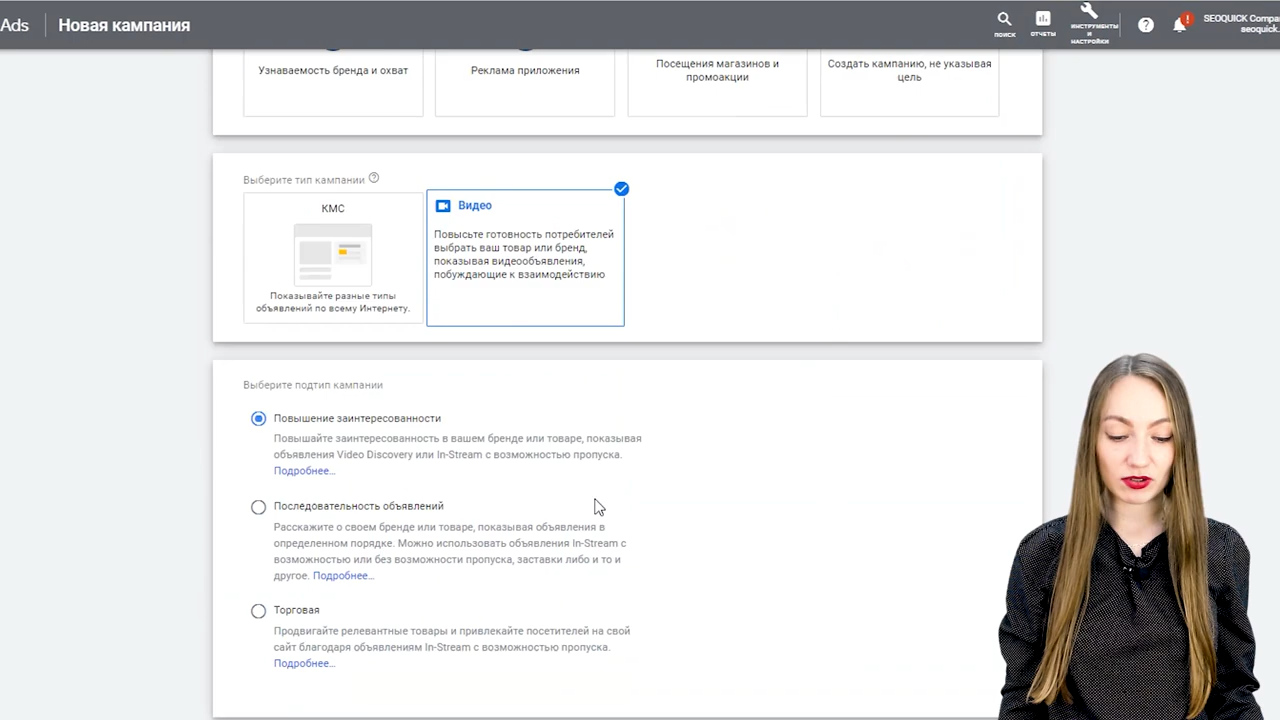 Ads
Новая кампания
ПОИСК
ОТЧЕТЫ
ИНСТРУМЕНТЫ
И
НАСТРОЙКИ
SEOQUICK Compa
seoquick.
Узнаваемость бренда и охват
Реклама приложения
Посещения магазинов и
промоакции
Создать кампанию, не указывая
цель
Выберите тип кампании
КМС
Показывайте разные типы
объявлений по всему Интернету.
Видео
Повысьте готовность потребителей
выбрать ваш товар или бренд,
показывая видеообъявления,
побуждающие к взаимодействию
Выберите подтип кампании
Повышение заинтересованности
Повышайте заинтересованность в вашем бренде или товаре, показывая
объявления Video Discovery или In-Stream с возможностью пропуска.
Подробнее...
Последовательность объявлений
Расскажите о своем бренде или товаре, показывая объявления в
определенном порядке. Можно использовать объявления In-Stream с
возможностью или без возможности пропуска, заставки либо и то и
другое. Подробнее...
Торговая
Продвигайте релевантные товары и привлекайте посетителей на свой
сайт благодаря объявлениям In-Stream с возможностью пропуска.
Подробнее...